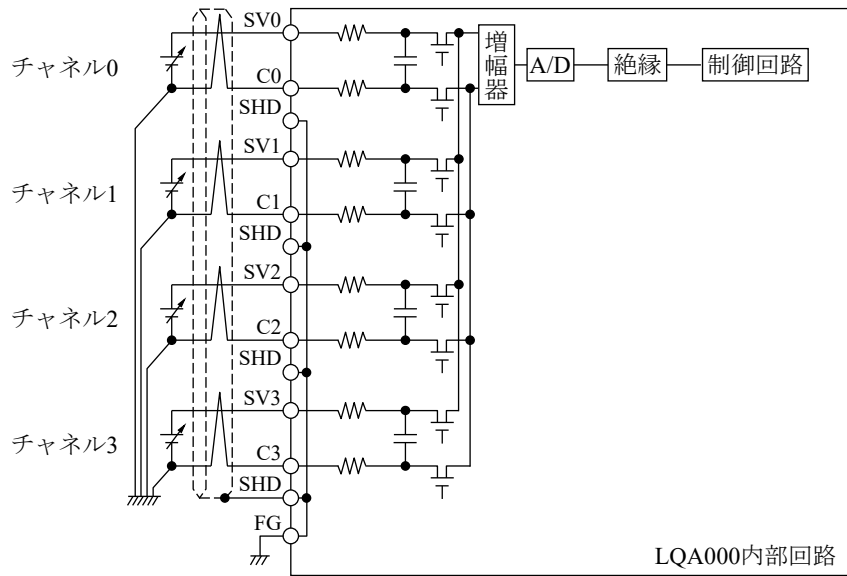 SV0
チャネル0
C0
SHD
増幅器
A/D
絶縁
制御回路
SV1
チャネル1
C1
SHD
SV2
チャネル2
C2
SHD
SV3
チャネル3
C3
SHD
FG
LQA000内部回路